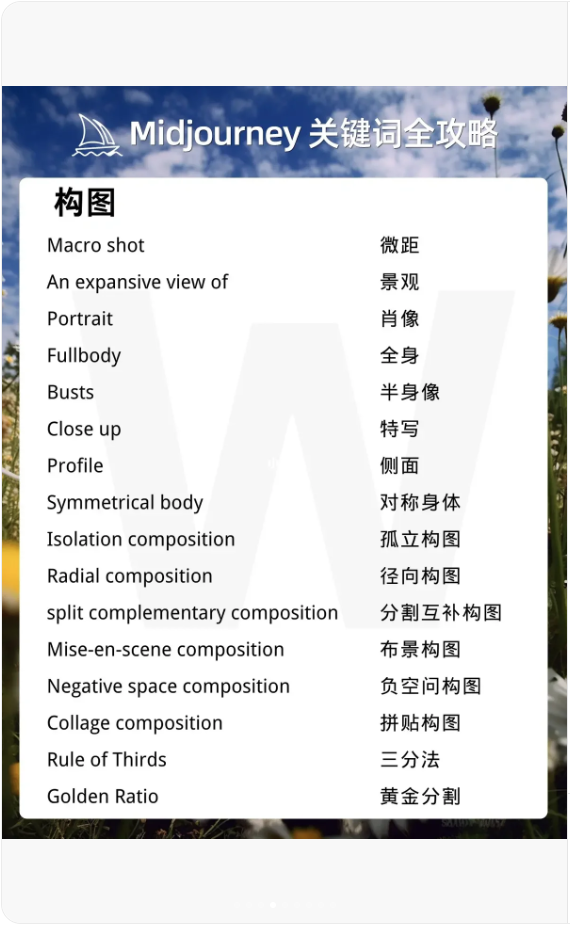 Midjourney 关键词全攻略
构图
Macro shot 微距
An expansive view of 景观
Portrait 肖像
Fullbody 全身
Busts 半身像
Close up 特写
Profile 侧面
Symmetrical body 对称身体
Isolation composition 孤立构图
Radial composition 径向构图
split complementary composition 分割互补构图
Mise-en-scene composition 布景构图
Negative space composition 负空问构图
Collage composition 拼贴构图
Rule of Thirds 三分法
Golden Ratio 黄金分割